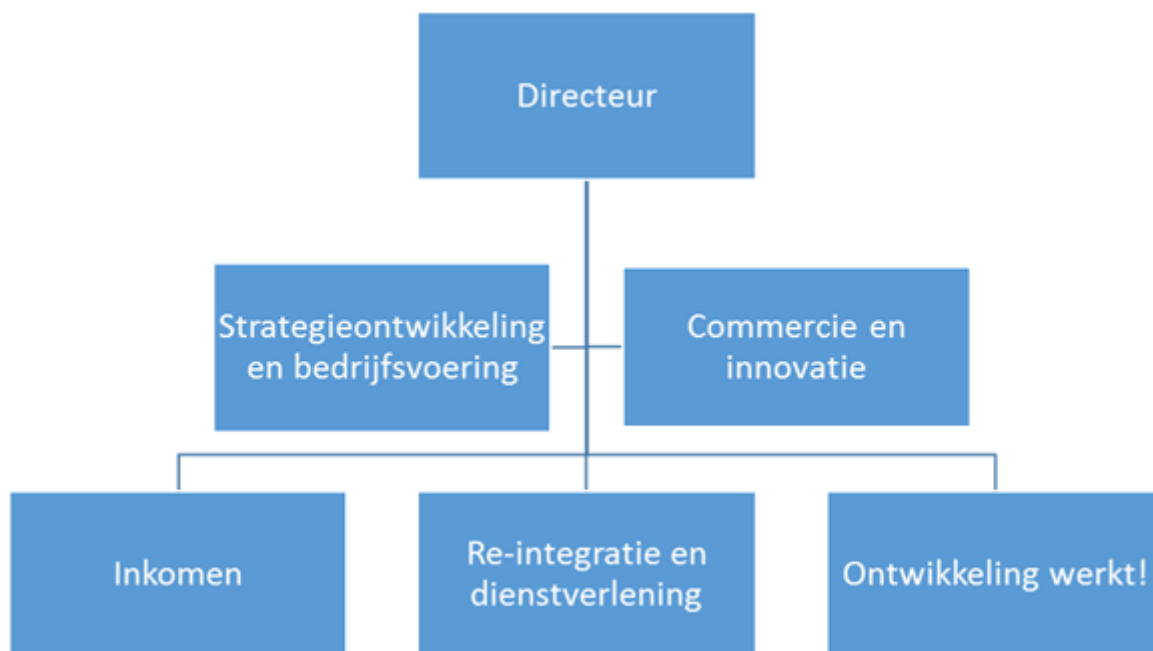 Directeur
Strategieontwikkeling
en bedrijfsvoering
Commercie en
innovatie
Inkomen
Re-integratie en
dienstverlening
Ontwikkeling werkt!